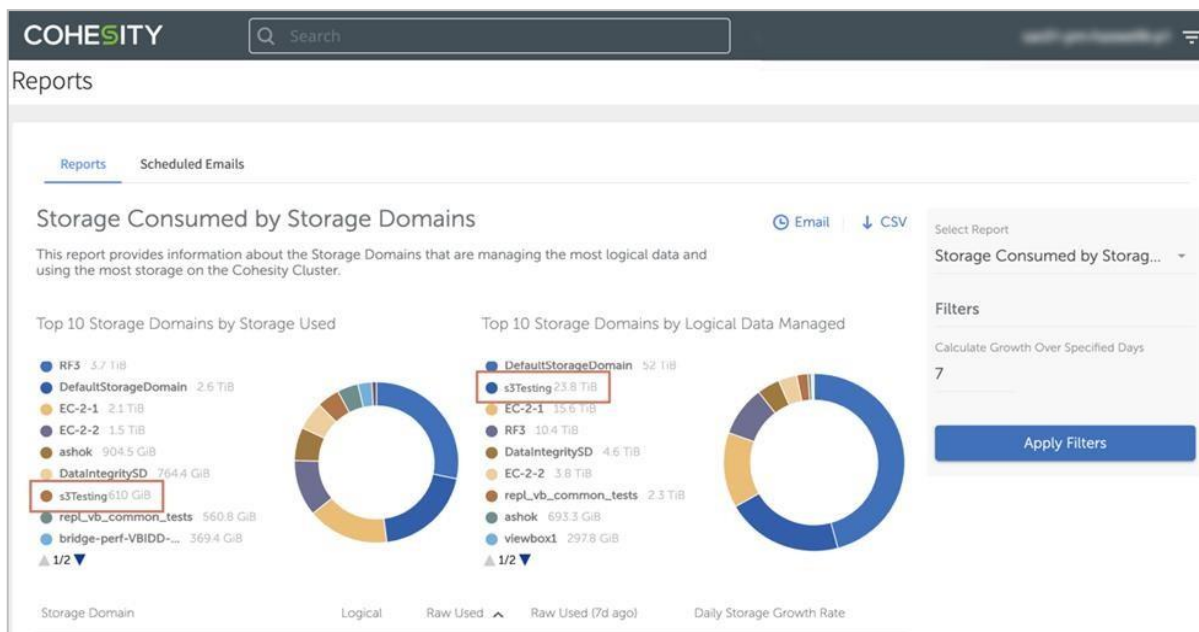 COHESITY
Search
Reports
Reports
Scheduled Emails
Storage Consumed by Storage Domains
Email
CSV
This report provides information about the Storage Domains that are managing the most logical data and
using the most storage on the Cohesity Cluster.
Top 10 Storage Domains by Storage Used
RF3 3.7 TiB
DefaultStorageDomain 2.6 TiB
EC-2-1 2.1 TiB
EC-2-2 1.5 TiB
ashok 904.5 GiB
DataIntegritySD 764.4 GiB
s3Testing 610 GiB
repl_vb_common_tests 560.8 GiB
bridge-perf-VBIDD-... 369.4 GiB
1/2
Top 10 Storage Domains by Logical Data Managed
DefaultStorageDomain 52 TiB
s3Testing 23.8 TiB
EC-2-1 15.6 TiB
RF3 10.4 TiB
DataIntegritySD 4.6 TiB
EC-2-2 3.8 TiB
repl_vb_common_tests 2.3 TiB
ashok 693.3 GiB
viewbox1 297.8 GiB
1/2
Select Report
Storage Consumed by Storag...
Filters
Calculate Growth Over Specified Days
7
Apply Filters
Storage Domain Logical Raw Used Raw Used (7d ago) Daily Storage Growth Rate